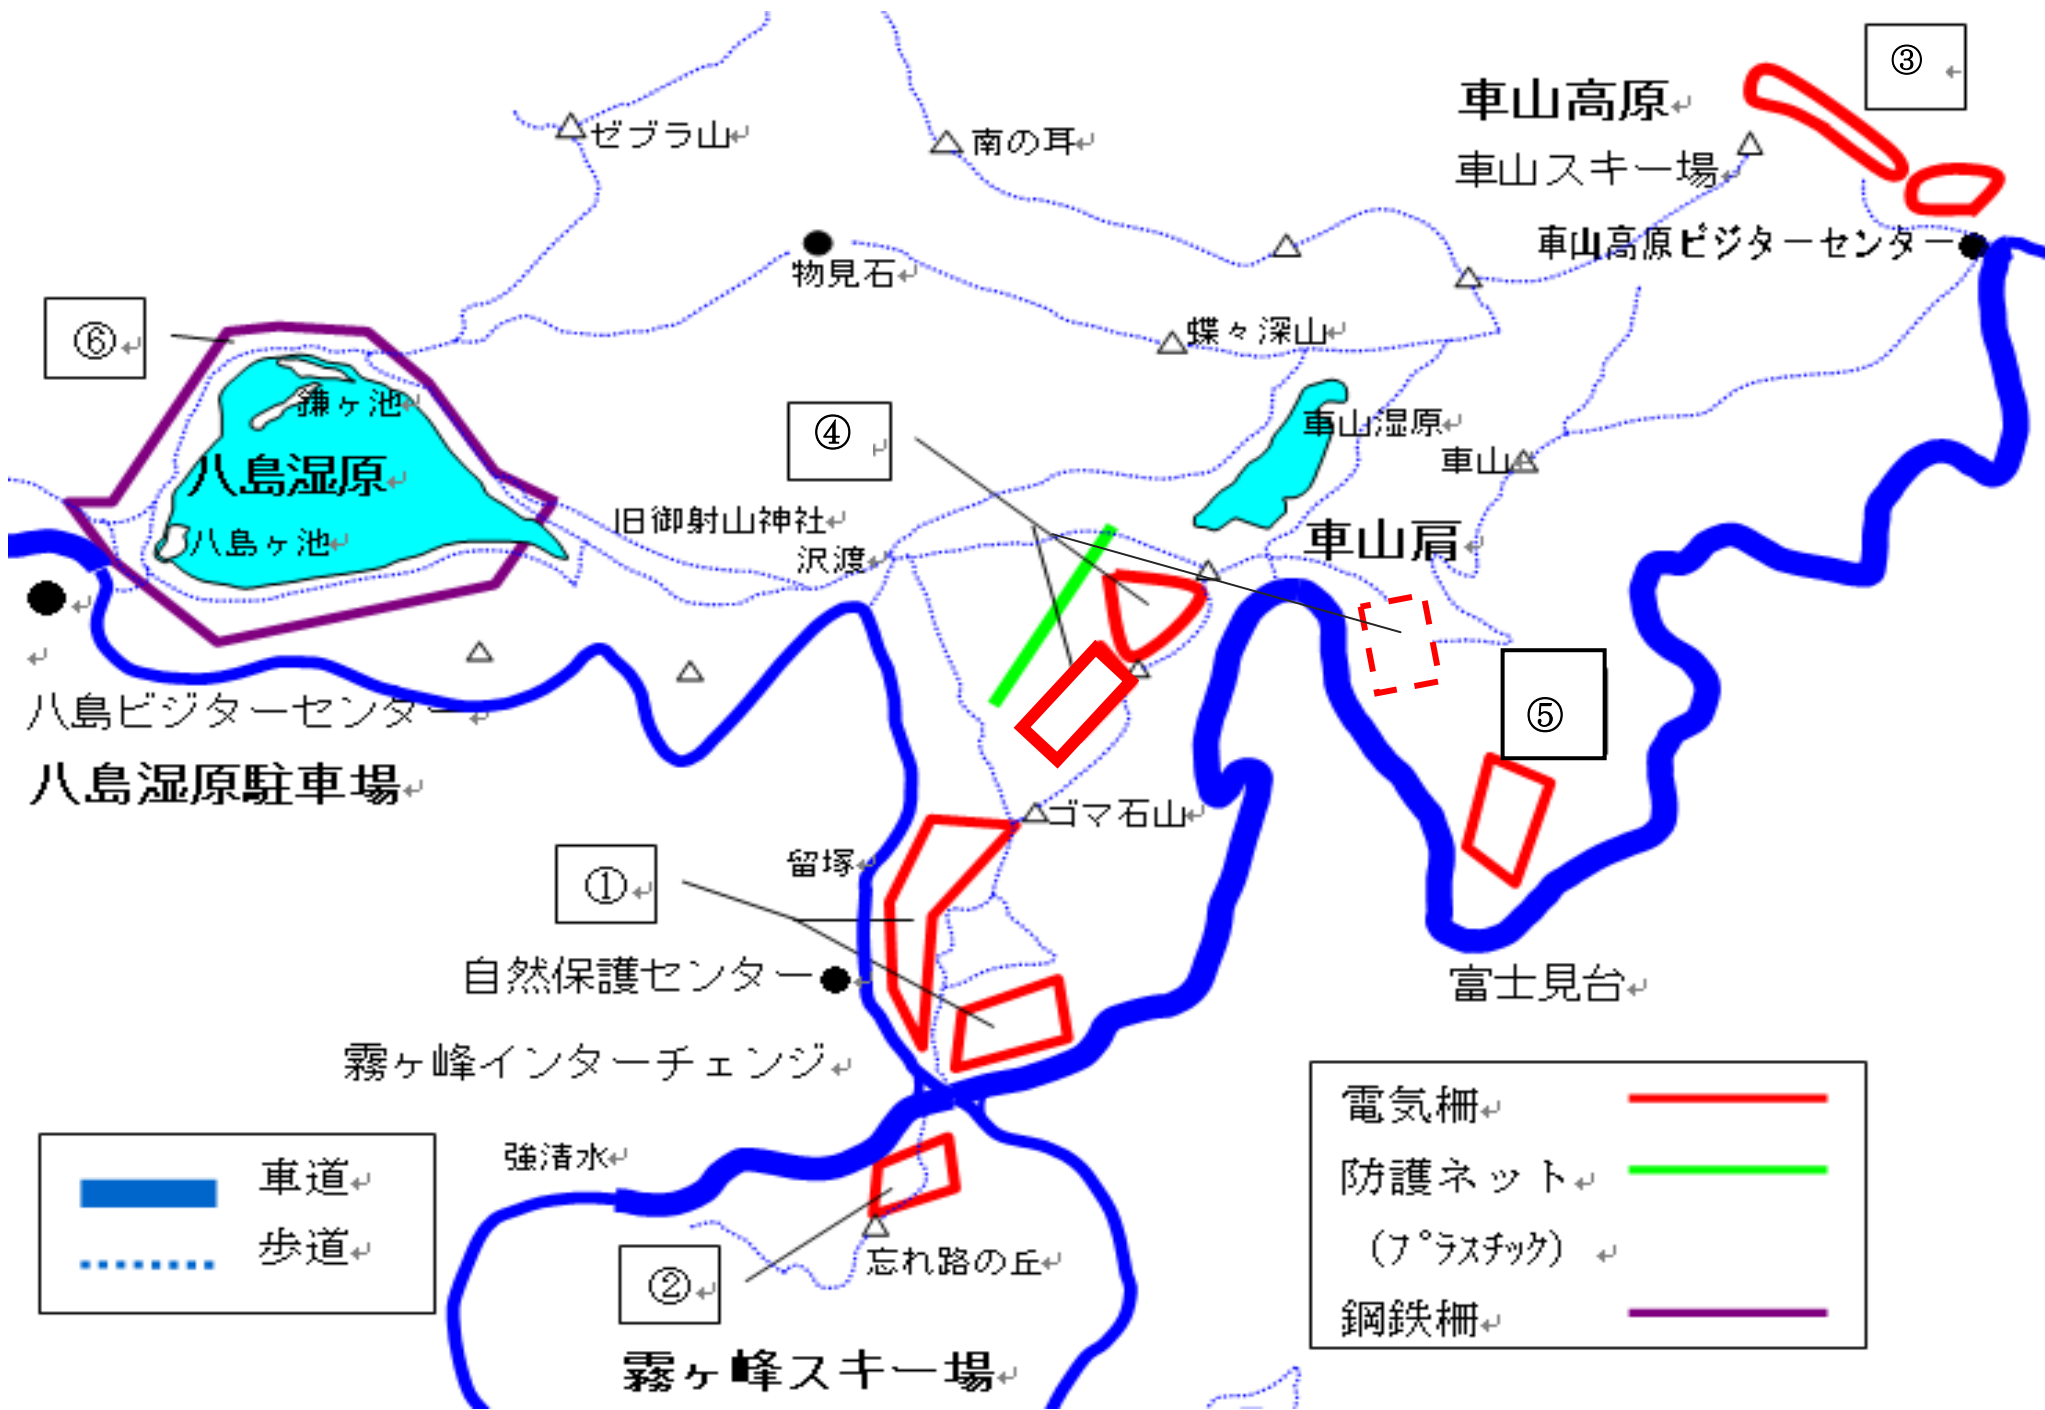 ③
車山高原
ゼブラ山
南の耳
車山スキー場
車山高原ビジターセンター
物見石
⑥
蝶々深山
鎌ヶ池
④
車山湿原
八島湿原
車山
旧御射山神社
八島ヶ池
沢渡
車山肩
八島ビジターセンター
⑤
八島湿原駐車場
ゴマ石山
留塚
①
自然保護センター
富士見台
霧ヶ峰インターチェンジ
電気柵
強清水
車道
防護ネット
(プラスチック)
歩道
忘れ路の丘
②
鋼鉄柵
霧ヶ峰スキー場